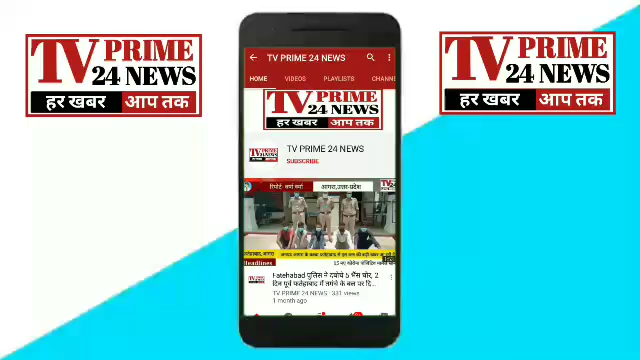 TV PRIME
24 NEWS
हर खबर आप तक
TV PRIME
24 NEWS
हर खबर आप तक
TV PRIME 24 NEWS
HOME VIDEOS PLAYLISTS CHANN
TV PRIME
24 NEWS
हर खबर आप तक
TV PRIME 24 NEWS
SUBSCRIBE
रिपोर्ट- वर्षा वर्मा आगरा,उत्तर-प्रदेश
Headlines
Fatehabad पुलिस ने दबोचे 5 भैंस चोर, 2
दिन पूर्व फतेहाबाद में तमंचे के बल पर दि...
TV PRIME 24 NEWS · 331 views
1 month ago